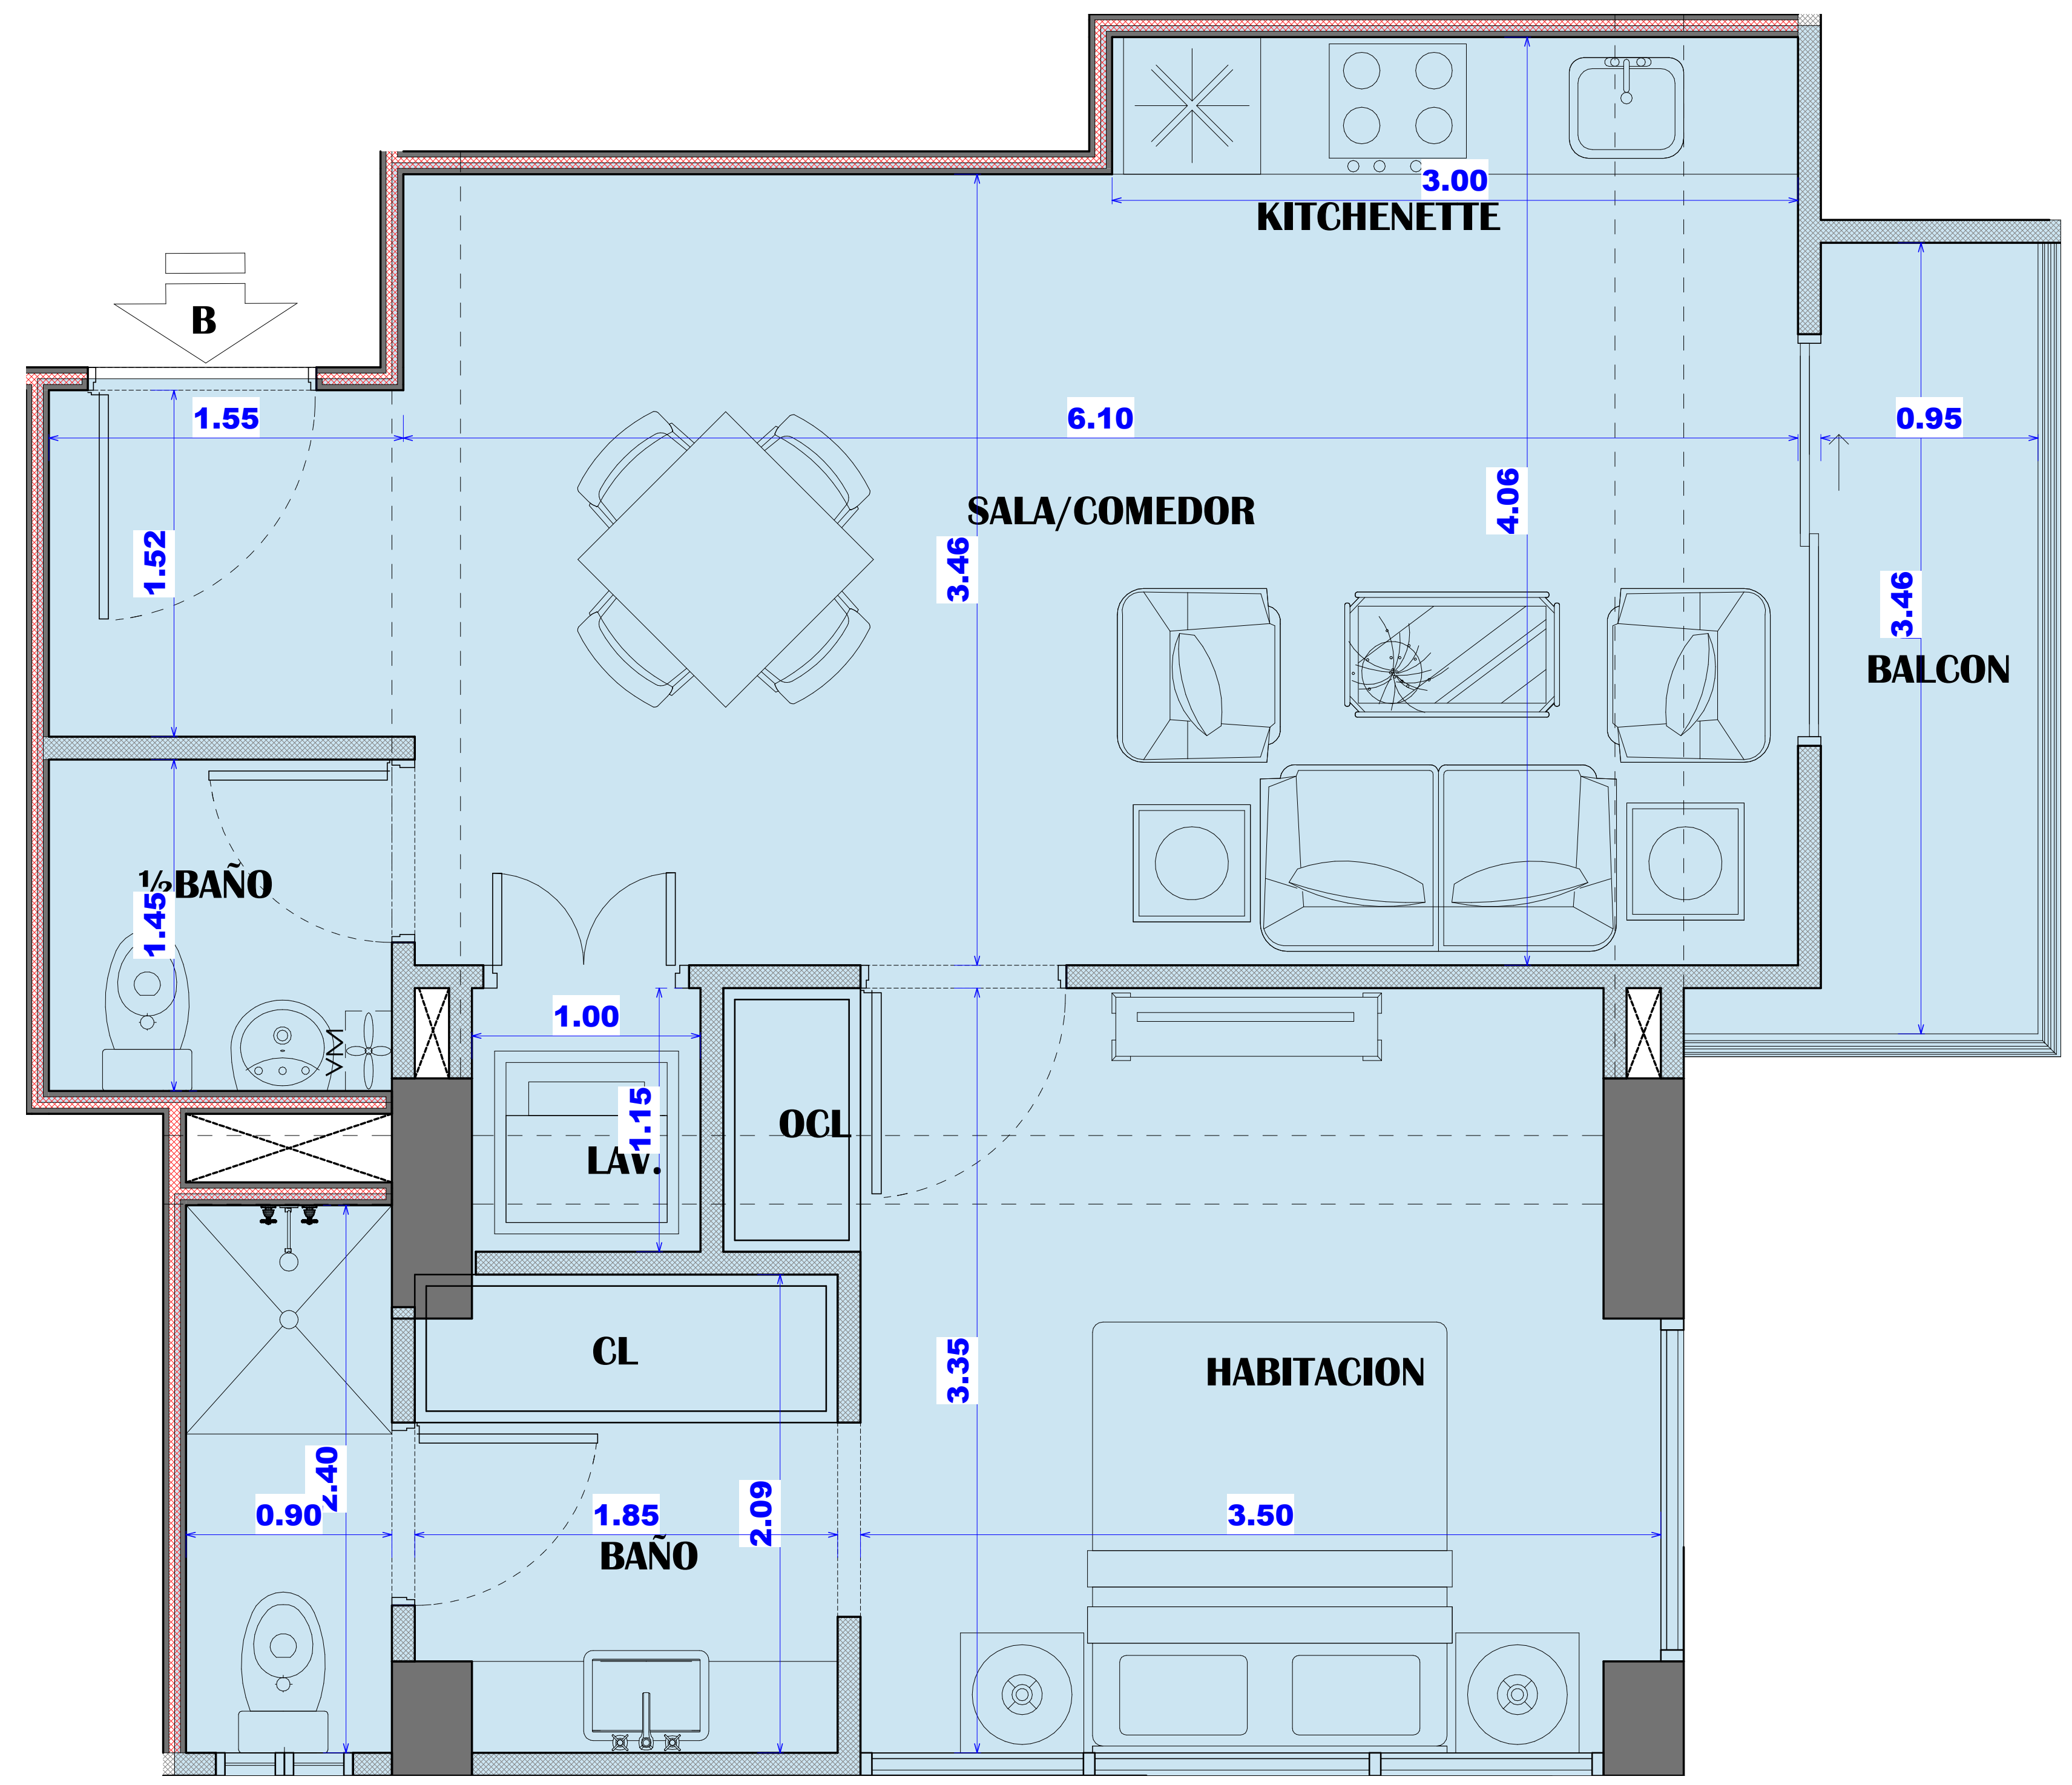 3.00
KITCHENETTE
B
1.55
6.10
0.95
SALA/COMEDOR
4.06
1.52
3.46
3.46
BALCON
½BAÑO
1.45
VM
1.00
1.15
OCL
LAV.
CL
3.35
HABITACION
2.40
0.90
1.85
2.09
3.50
BAÑO